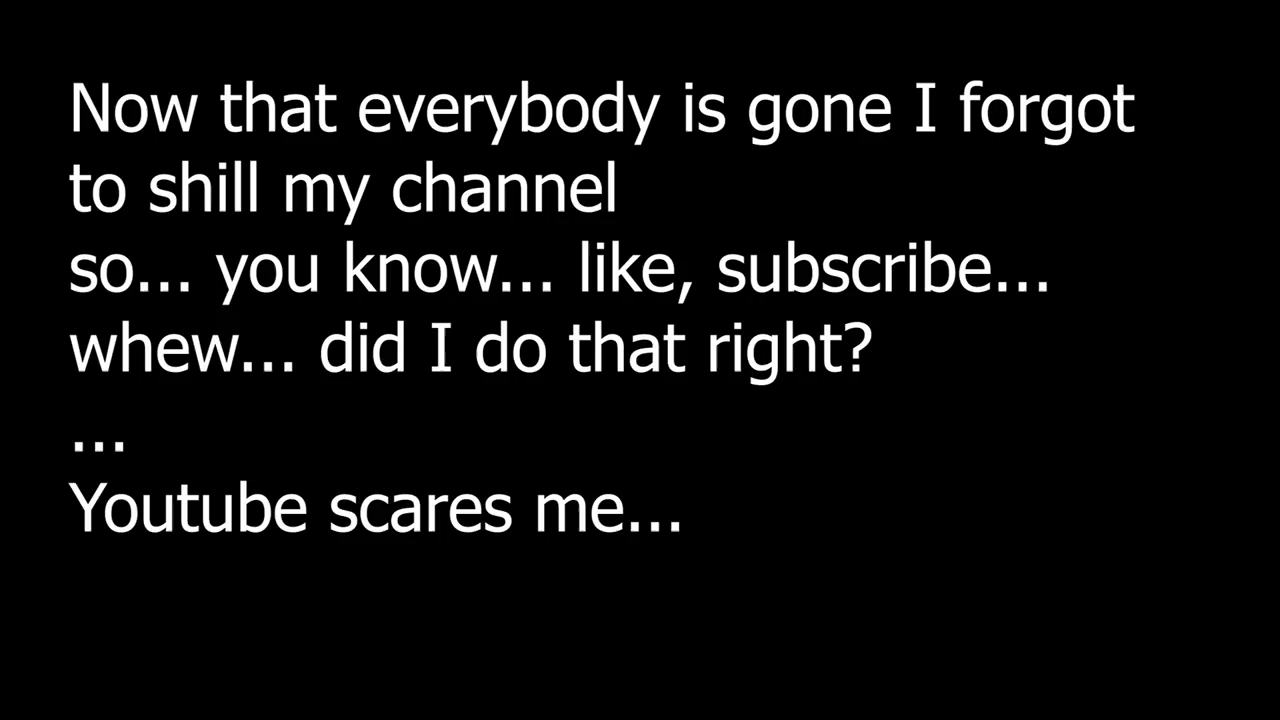 Now that everybody is gone I forgot
to shill my channel
so... you know... like, subscribe...
whew... did I do that right?
...
Youtube scares me...